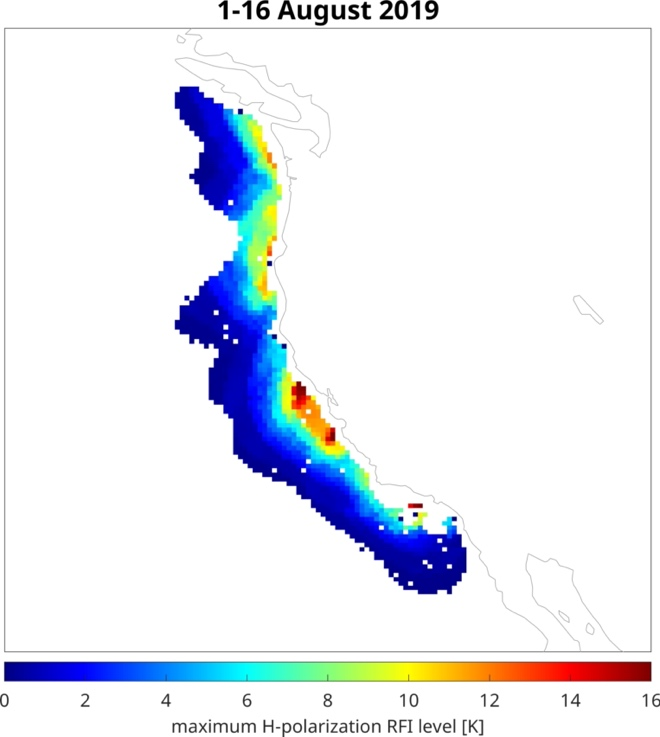 1-16 August 2019
0 2 4 6 8 10 12 14 16
maximum H-polarization RFI level [K]